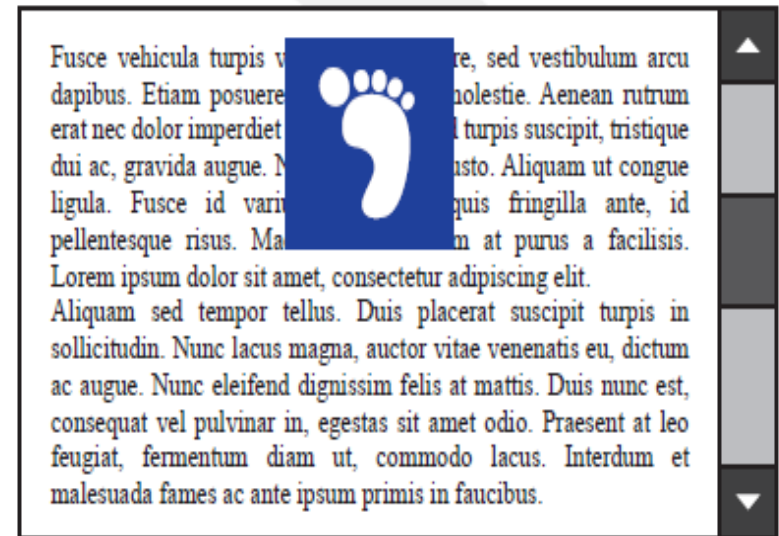 Fusce vehicula turpis sed vestibulum arcu
dapibus. Etiam posuere Aenean rutrum
erat nec dolor imperdiet turpis suscipit, tristique
dui ac, gravida augue. Aliquam ut congue
ligula. Fusce id quis fringilla ante, id
pellentesque risus. at purus a facilisis.
Lorem ipsum dolor sit amet, consectetur adipiscing elit.
Aliquam sed tempor tellus. Duis placerat suscipit turpis in
sollicitudin. Nunc lacus magna, auctor vitae venenatis eu, dictum
ac augue. Nunc eleifend dignissim felis at mattis. Duis nunc est,
consequat vel pulvinar in, egestas sit amet odio. Praesent at leo
feugiat, fermentum diam ut, commodo lacus. Interdum et
malesuada fames ac ante ipsum primis in faucibus.